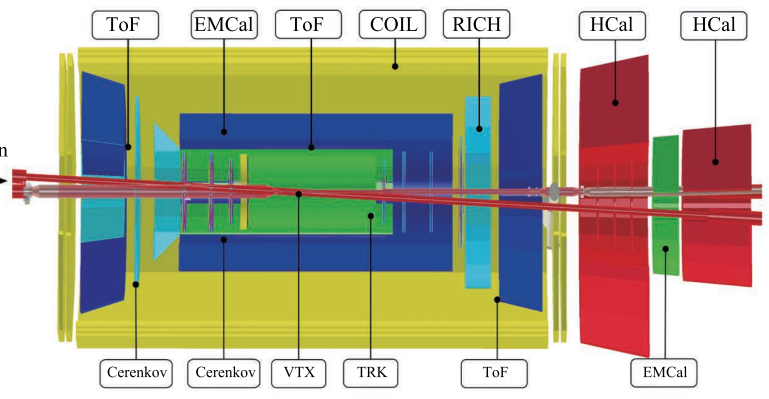 ToF
EMCal
ToF
COIL
RICH
HCal
HCal
n
Cerenkov
Cerenkov
VTX
TRK
ToF
EMCal